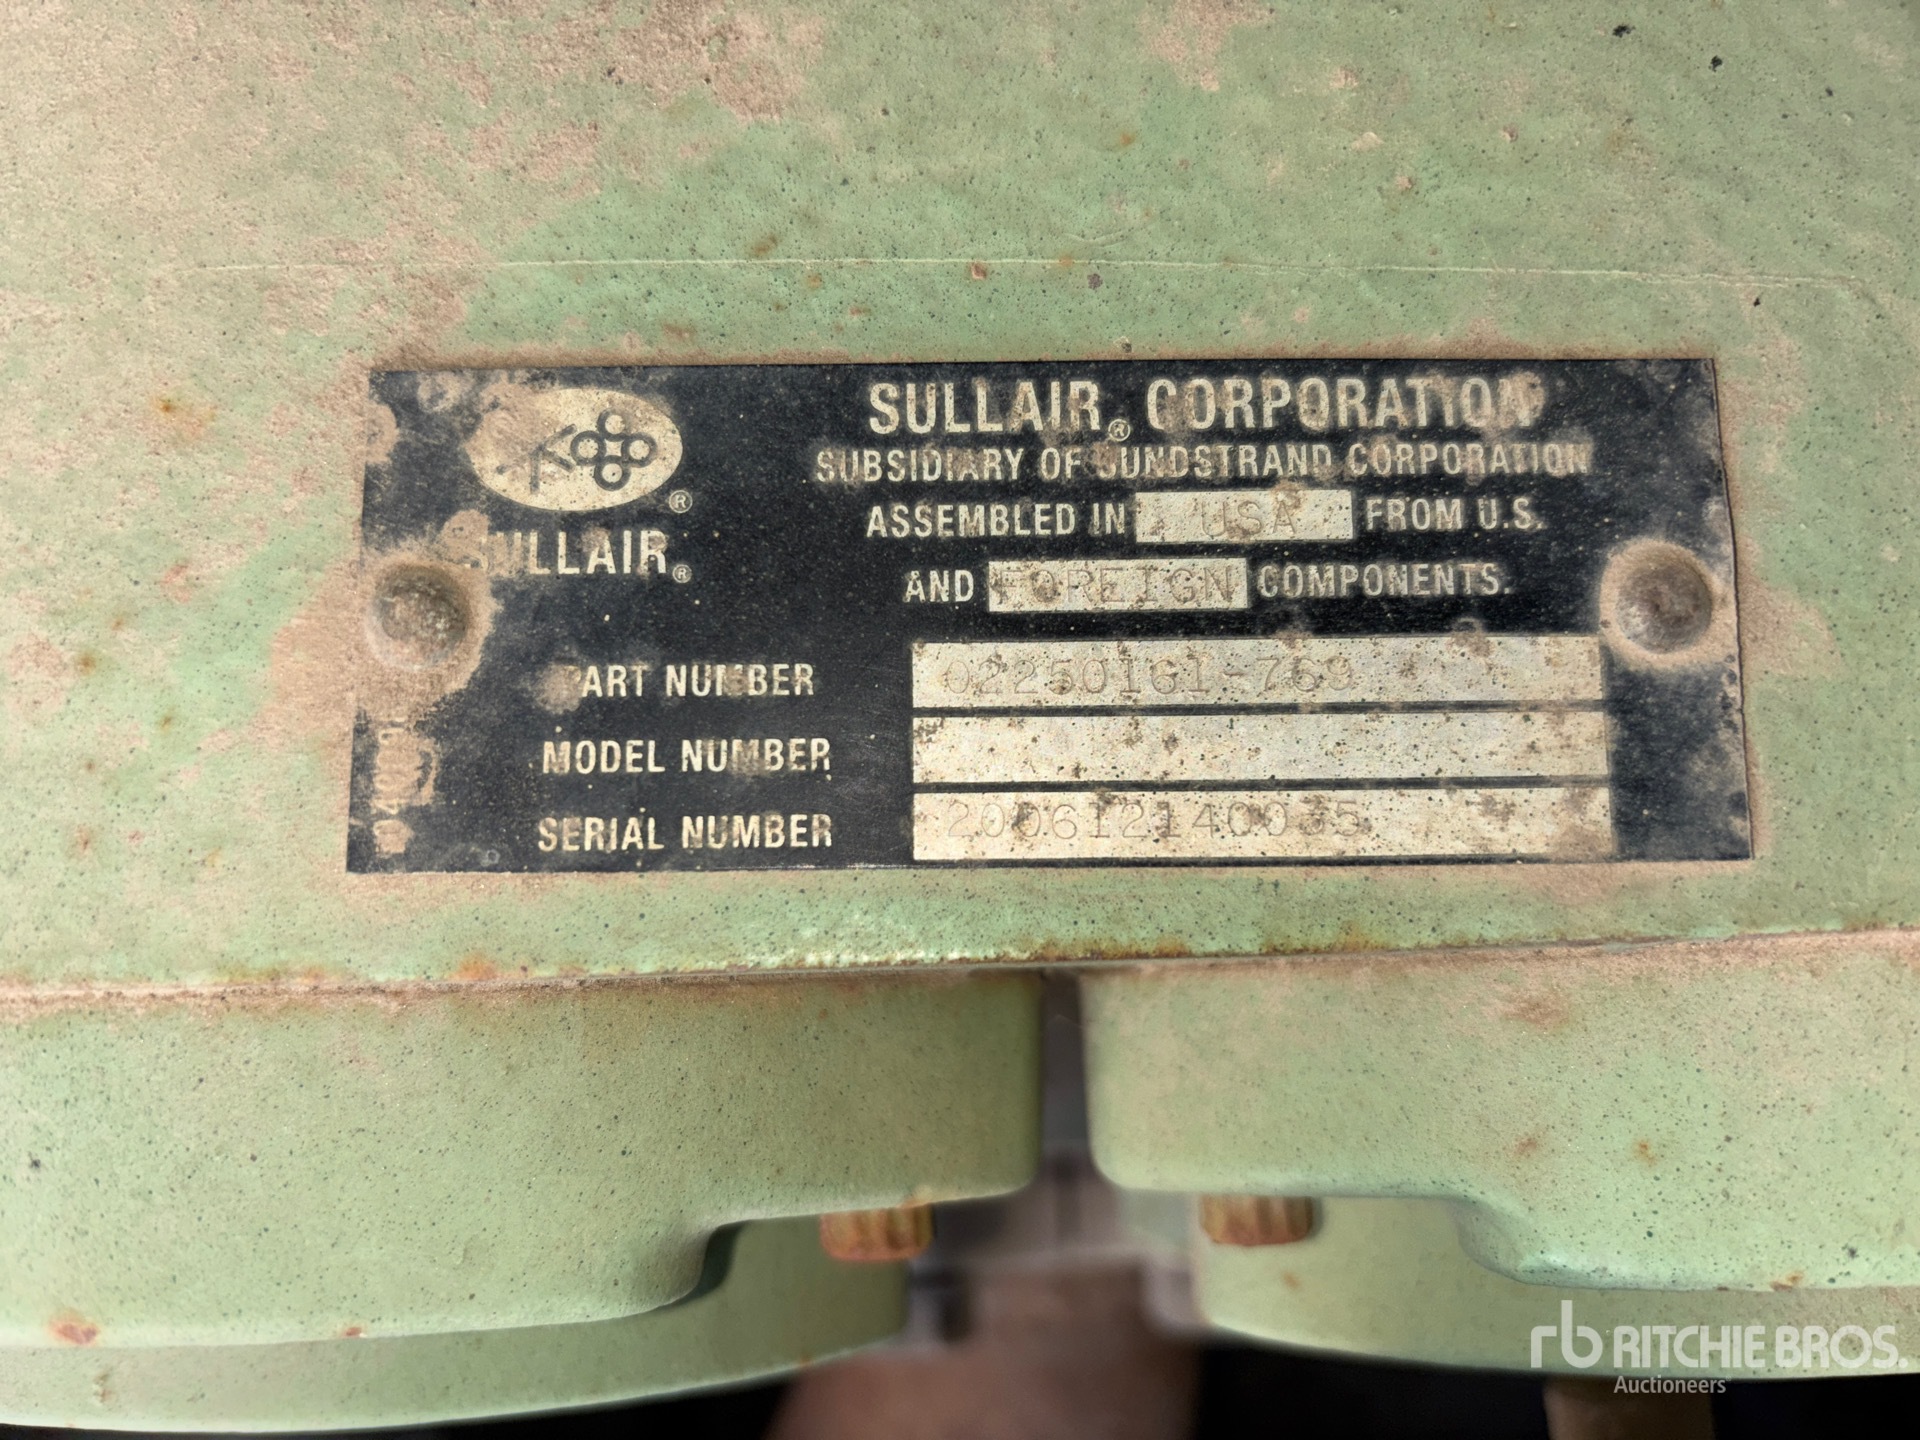 SULLAIR® CORPORATION
SUBSIDIARY OF SUNDSTRAND CORPORATION
ASSEMBLED IN USA FROM U.S.
AND FOREIGN COMPONENTS.
® SULLAIR®
PART NUMBER 02250161-769
MODEL NUMBER
SERIAL NUMBER 200612140035
rb RITCHIE BROS.
Auctioneers